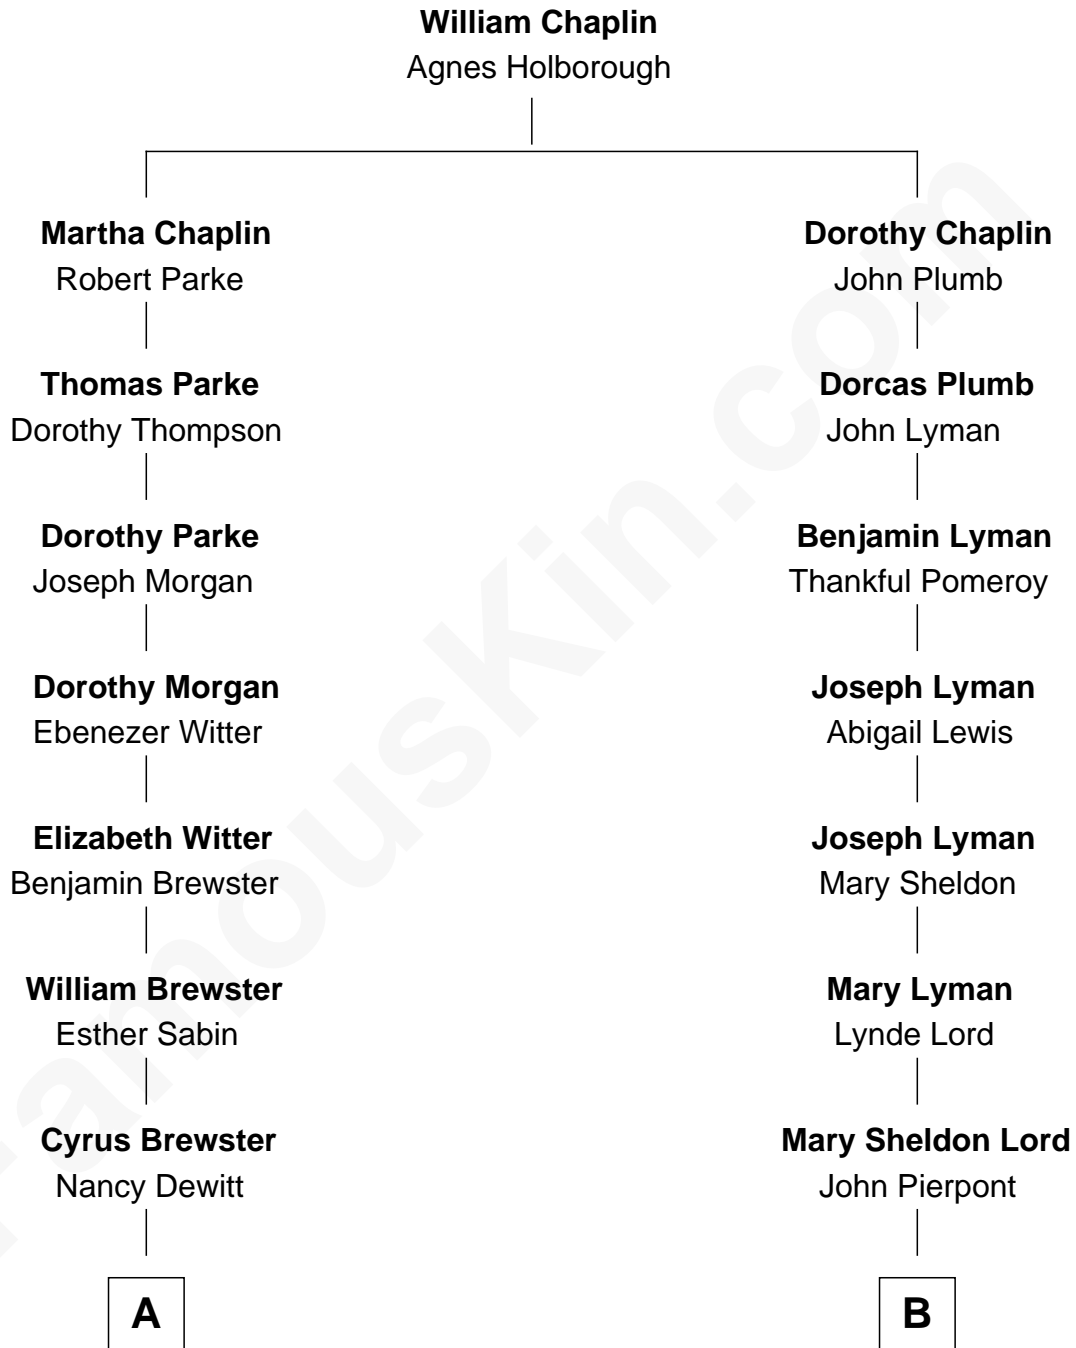 William Chaplin
Agnes Holborough
Martha Chaplin
Robert Parke
Dorothy Chaplin
John Plumb
Thomas Parke
Dorothy Thompson
Dorcas Plumb
John Lyman
Dorothy Parke
Joseph Morgan
Benjamin Lyman
Thankful Pomeroy
Dorothy Morgan
Ebenezer Witter
Joseph Lyman
Abigail Lewis
Elizabeth Witter
Benjamin Brewster
Joseph Lyman
Mary Sheldon
William Brewster
Esther Sabin
Mary Lyman
Lynde Lord
Cyrus Brewster
Nancy Dewitt
Mary Sheldon Lord
John Pierpont
A
B
FamousKin.com